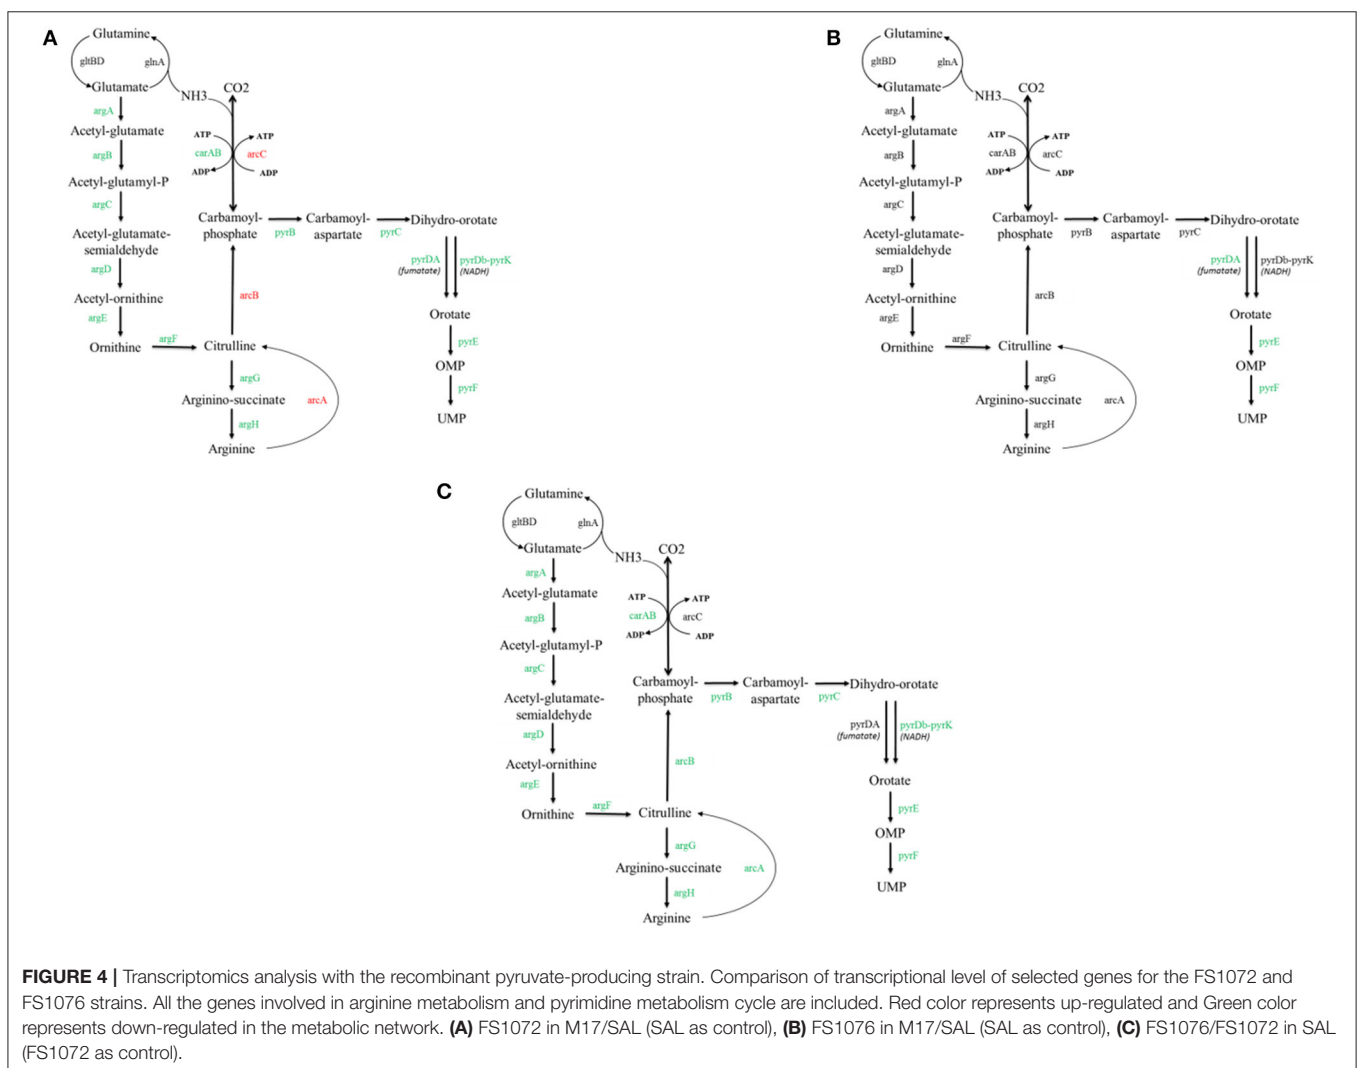 A
Glutamine
gltBD
glnA
Glutamate
NH3
CO2
argA
Acetyl-glutamate
ATP
ATP
carAB
arcC
ADP
ADP
argB
Acetyl-glutamyl-P
argC
Acetyl-glutamate-
semialdehyde
argD
Acetyl-ornithine
argE
Ornithine
argF
Citrulline
Carbamoyl-
phosphate
pyrB
Carbamoyl-
aspartate
pyrC
Dihydro-orotate
pyrDA
(fumatate)
pyrDb-pyrK
(NADH)
arcB
Orotate
pyrE
OMP
pyrF
UMP
argG
Arginino-succinate
arcA
argH
Arginine
B
Glutamine
gltBD
glnA
Glutamate
NH3
CO2
argA
Acetyl-glutamate
ATP
ATP
carAB
arcC
ADP
ADP
argB
Acetyl-glutamyl-P
argC
Acetyl-glutamate-
semialdehyde
argD
Acetyl-ornithine
argE
Ornithine
argF
Citrulline
Carbamoyl-
phosphate
pyrB
Carbamoyl-
aspartate
pyrC
Dihydro-orotate
pyrDA
(fumatate)
pyrDb-pyrK
(NADH)
arcB
Orotate
pyrE
OMP
pyrF
UMP
argG
Arginino-succinate
arcA
argH
Arginine
C
Glutamine
gltBD
glnA
Glutamate
NH3
CO2
argA
Acetyl-glutamate
ATP
ATP
carAB
arcC
ADP
ADP
argB
Acetyl-glutamyl-P
argC
Acetyl-glutamate-
semialdehyde
argD
Acetyl-ornithine
argE
Ornithine
argF
Citrulline
Carbamoyl-
phosphate
pyrB
Carbamoyl-
aspartate
pyrC
Dihydro-orotate
pyrDA
(fumatate)
pyrDb-pyrK
(NADH)
arcB
Orotate
pyrE
OMP
pyrF
UMP
argG
Arginino-succinate
arcA
argH
Arginine
FIGURE 4 | Transcriptomics analysis with the recombinant pyruvate-producing strain. Comparison of transcriptional level of selected genes for the FS1072 and
FS1076 strains. All the genes involved in arginine metabolism and pyrimidine metabolism cycle are included. Red color represents up-regulated and Green color
represents down-regulated in the metabolic network. (A) FS1072 in M17/SAL (SAL as control), (B) FS1076 in M17/SAL (SAL as control), (C) FS1076/FS1072 in SAL
(FS1072 as control).